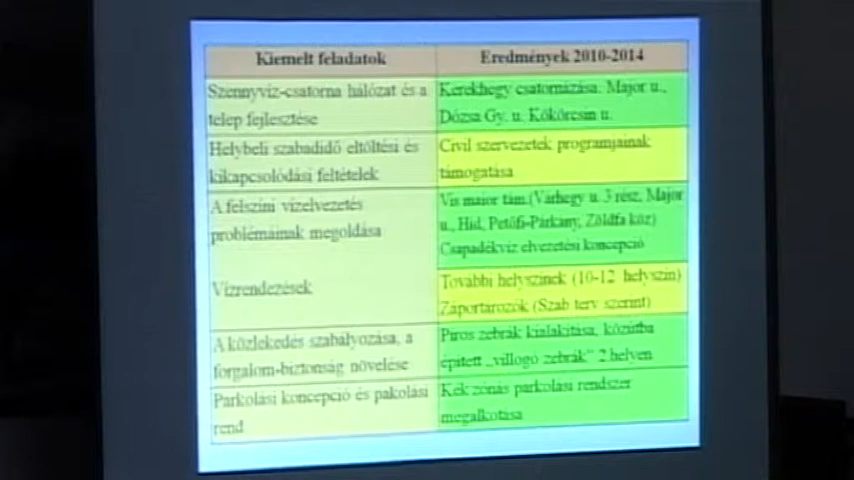 Kiemelt feladatok
Eredmények 2010-2014
Szennyvíz-csatorna hálózat és a
telep fejlesztése
Kerekhegy csatornázása, Major u.,
Dózsa Gy. u. Kökörcsin u.
Helybeli szabadidő eltöltési és
kikapcsolódási feltételek
Civil szervezetek programjainak
támogatása
A felszíni vízelvezetés
problémáinak megoldása
Vis maior tám.(Várhegy u. 3 rész, Major
u., Híd, Petőfi-Párkány, Zöldfa köz)
Csapadékvíz elvezetési koncepció
Vízrendezések
További helyszínek (10-12 helyszín)
Záportározók (Szab terv szerint)
A közlekedés szabályozása, a
forgalom-biztonság növelése
Piros zebrák kialakítása, közútba
épített „villogó zebrák” 2 helyen
Parkolási koncepció és pakolási
rend
Kék zónás parkolási rendszer
megalkotása